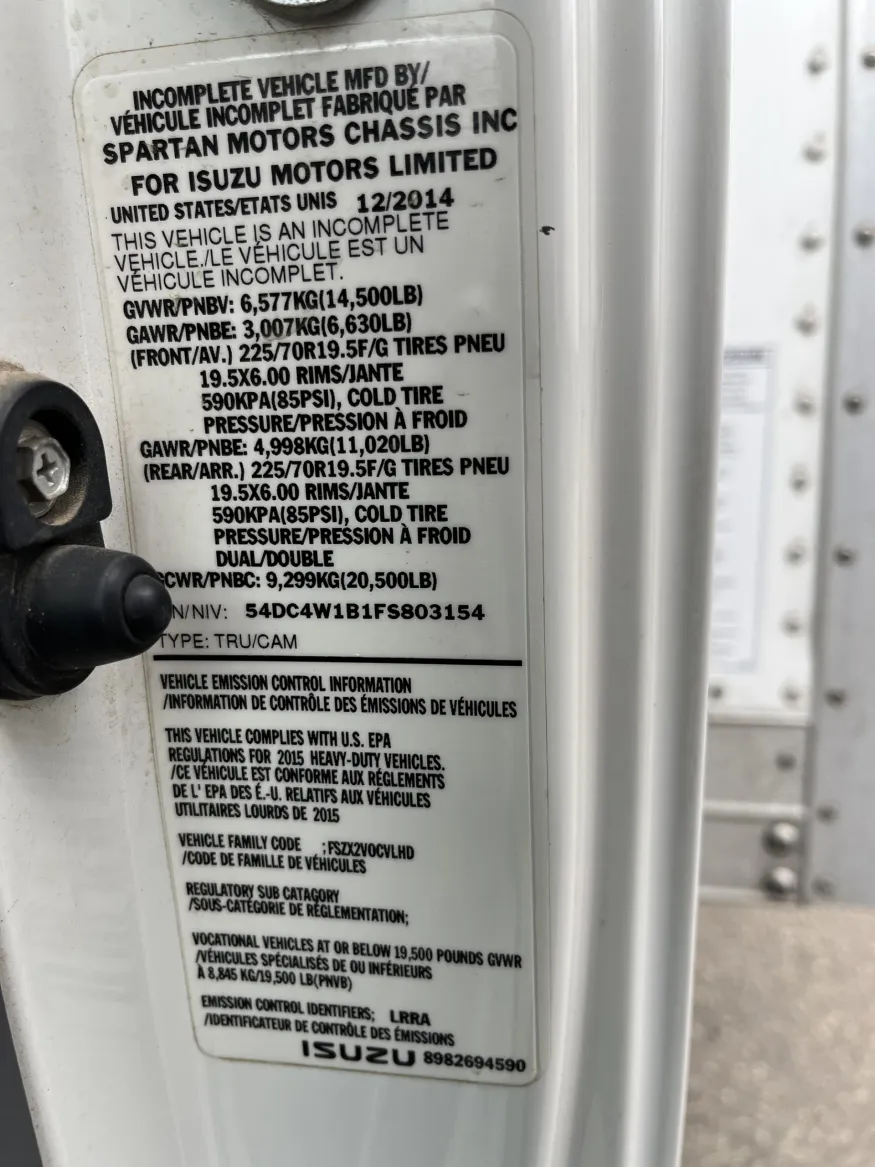 INCOMPLETE VEHICLE MFD BY/
VÉHICULE INCOMPLET FABRIQUÉ PAR
SPARTAN MOTORS CHASSIS INC
FOR ISUZU MOTORS LIMITED
UNITED STATES/ETATS UNIS 12/2014
THIS VEHICLE IS AN INCOMPLETE
VEHICLE./LE VÉHICULE EST UN
VÉHICULE INCOMPLET.
GVWR/PNBV: 6,577KG(14,500LB)
GAWR/PNBE: 3,007KG(6,630LB)
(FRONT/AV.) 225/70R19.5F/G TIRES PNEU
19.5X6.00 RIMS/JANTE
590KPA(85PSI), COLD TIRE
PRESSURE/PRESSION À FROID
GAWR/PNBE: 4,998KG(11,020LB)
(REAR/ARR.) 225/70R19.5F/G TIRES PNEU
19.5X6.00 RIMS/JANTE
590KPA(85PSI), COLD TIRE
PRESSURE/PRESSION À FROID
DUAL/DOUBLE
GCWR/PNBC: 9,299KG(20,500LB)
N/NIV: 54DC4W1B1FS803154
TYPE: TRU/CAM
VEHICLE EMISSION CONTROL INFORMATION
/INFORMATION DE CONTRÔLE DES ÉMISSIONS DE VÉHICULES
THIS VEHICLE COMPLIES WITH U.S. EPA
REGULATIONS FOR 2015 HEAVY-DUTY VEHICLES.
/CE VÉHICULE EST CONFORME AUX RÉGLEMENTS
DE L' EPA DES É.-U. RELATIFS AUX VÉHICULES
UTILITAIRES LOURDS DE 2015
VEHICLE FAMILY CODE ;FSZX2VOCVLHD
/CODE DE FAMILLE DE VÉHICULES
REGULATORY SUB CATAGORY
/SOUS-CATÉGORIE DE RÉGLEMENTATION;
VOCATIONAL VEHICLES AT OR BELOW 19,500 POUNDS GVWR
/VÉHICULES SPÉCIALISÉS DE OU INFÉRIEURS
À 8,845 KG/19,500 LB(PNVB)
EMISSION CONTROL IDENTIFIERS; LRRA
/IDENTIFICATEUR DE CONTRÔLE DES ÉMISSIONS
ISUZU 8982694590